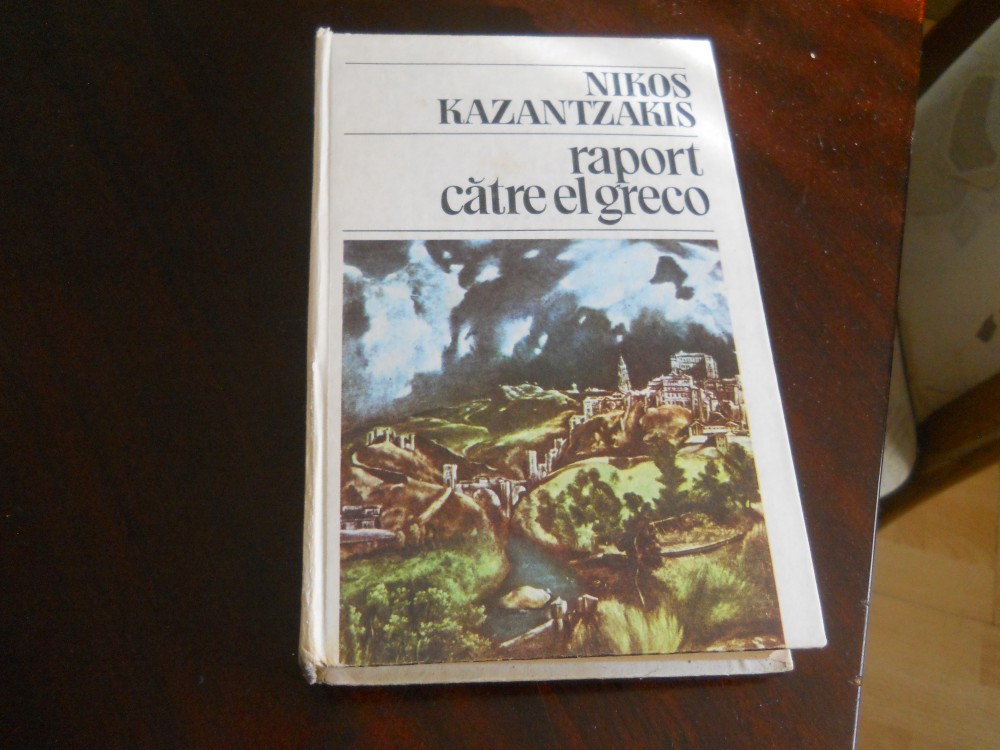 NIKOS
KAZANTZAKIS
raport
către el greco